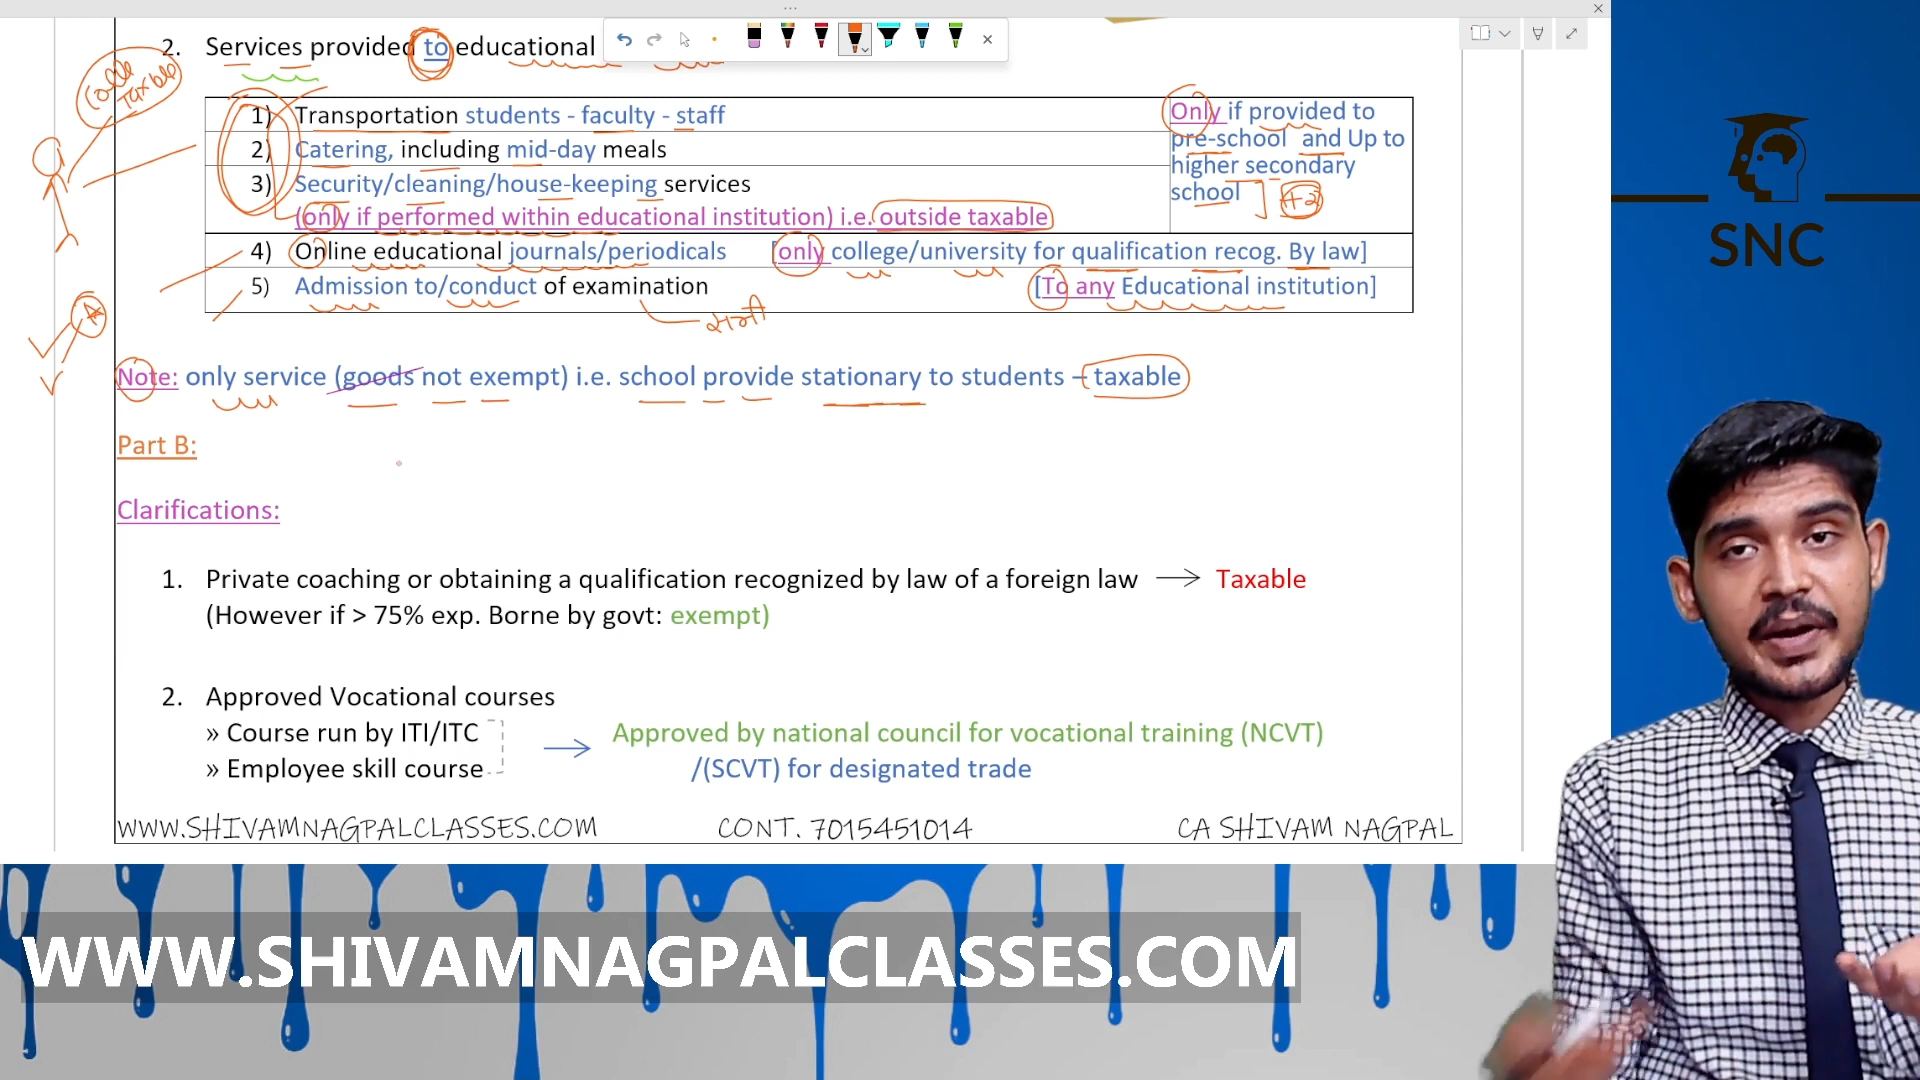 2. Services provided to educational
1) Transportation students - faculty - staff
2) Catering, including mid-day meals
3) Security/cleaning/house-keeping services
(only if performed within educational institution) i.e. outside taxable
Only if provided to
pre-school and Up to
higher secondary
school
+2
4) Online educational journals/periodicals [only college/university for qualification recog. By law]
5) Admission to/conduct of examination [To any Educational institution]
Note: only service (goods not exempt) i.e. school provide stationary to students – taxable
Part B:
Clarifications:
1. Private coaching or obtaining a qualification recognized by law of a foreign law → Taxable
(However if > 75% exp. Borne by govt: exempt)
2. Approved Vocational courses
» Course run by ITI/ITC
» Employee skill course
Approved by national council for vocational training (NCVT)
/(SCVT) for designated trade
WWW.SHIVAMNAGPALCLASSES.COM CONT. 7015451014 CA SHIVAM NAGPAL
SNC
WWW.SHIVAMNAGPALCLASSES.COM